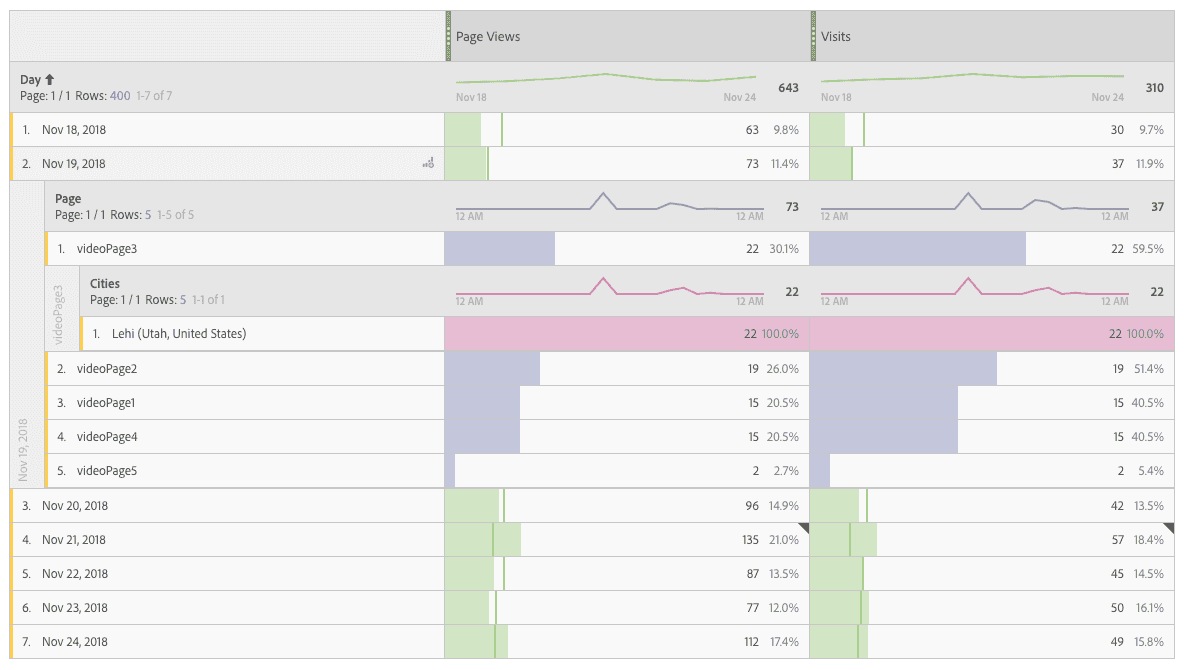 Page Views Visits
Day
Page: 1 / 1 Rows: 400 1-7 of 7
Nov 18 Nov 24 643 Nov 18 Nov 24 310
1. Nov 18, 2018 63 9.8% 30 9.7%
2. Nov 19, 2018 73 11.4% 37 11.9%
Nov 19, 2018
Page
Page: 1 / 1 Rows: 5 1-5 of 5
12 AM 12 AM 73 12 AM 12 AM 37
1. videoPage3 22 30.1% 22 59.5%
videoPage3
Cities
Page: 1 / 1 Rows: 5 1-1 of 1
12 AM 12 AM 22 12 AM 12 AM 22
1. Lehi (Utah, United States) 22 100.0% 22 100.0%
2. videoPage2 19 26.0% 19 51.4%
3. videoPage1 15 20.5% 15 40.5%
4. videoPage4 15 20.5% 15 40.5%
5. videoPage5 2 2.7% 2 5.4%
3. Nov 20, 2018 96 14.9% 42 13.5%
4. Nov 21, 2018 135 21.0% 57 18.4%
5. Nov 22, 2018 87 13.5% 45 14.5%
6. Nov 23, 2018 77 12.0% 50 16.1%
7. Nov 24, 2018 112 17.4% 49 15.8%